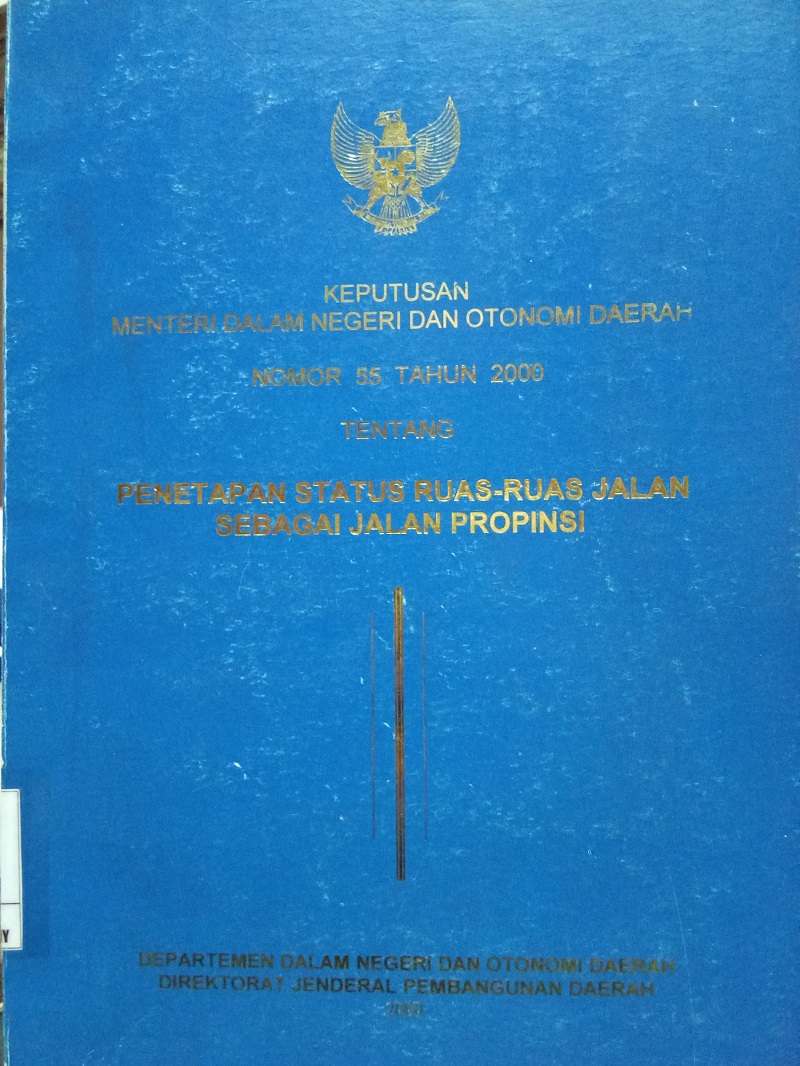 KEPUTUSAN
MENTERI DALAM NEGERI DAN OTONOMI DAERAH
NOMOR 55 TAHUN 2000
TENTANG
PENETAPAN STATUS RUAS-RUAS JALAN
SEBAGAI JALAN PROPINSI
DEPARTEMEN DALAM NEGERI DAN OTONOMI DAERAH
DIREKTORAT JENDERAL PEMBANGUNAN DAERAH
Y